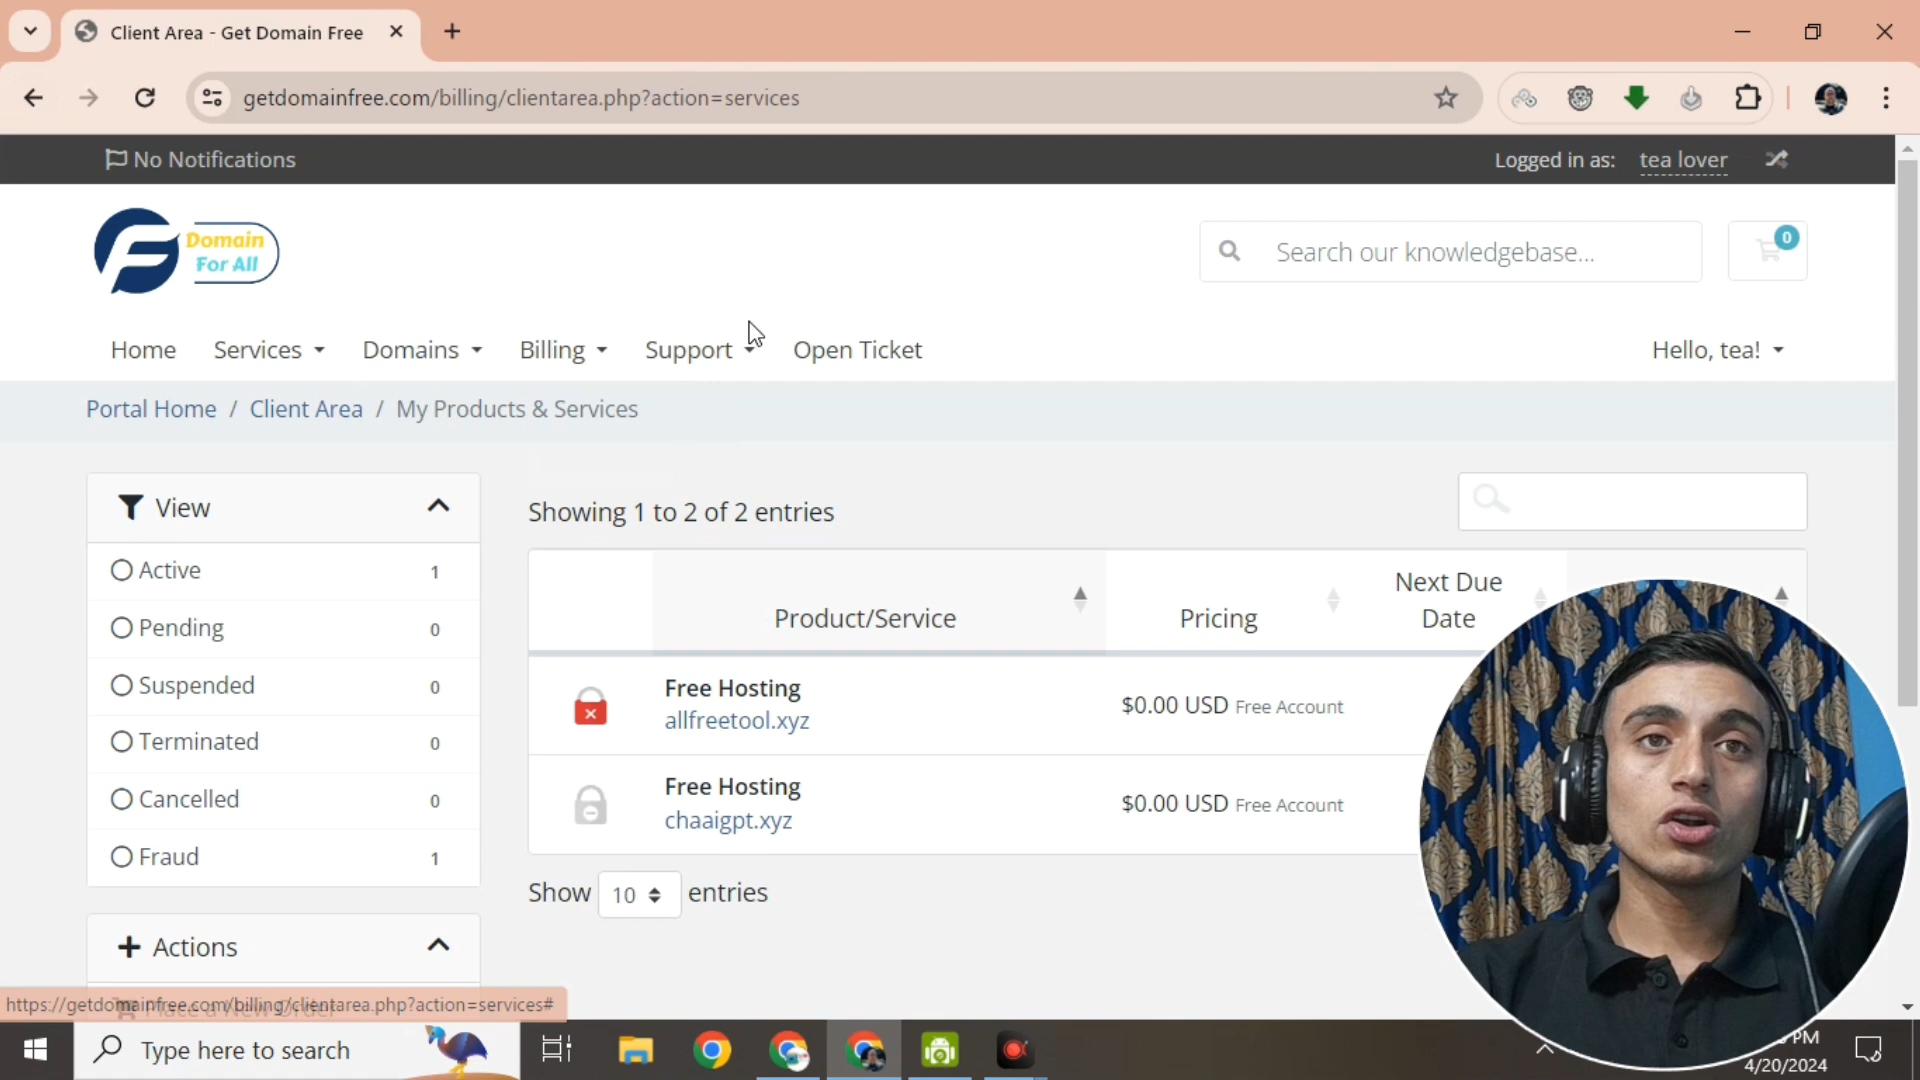 Client Area - Get Domain Free
getdomainfree.com/billing/clientarea.php?action=services
No Notifications
Logged in as: tea lover
Domain
For All
Search our knowledgebase...
0
Home Services Domains Billing Support Open Ticket
Hello, tea!
Portal Home / Client Area / My Products & Services
View
Active 1
Pending 0
Suspended 0
Terminated 0
Cancelled 0
Fraud 1
Actions
Showing 1 to 2 of 2 entries
Product/Service
Pricing
Next Due
Date
Free Hosting
allfreetool.xyz
$0.00 USD Free Account
Free Hosting
chaaigpt.xyz
$0.00 USD Free Account
Show 10 entries
https://getdomainfree.com/billing/clientarea.php?action=services#
Type here to search
PM
4/20/2024